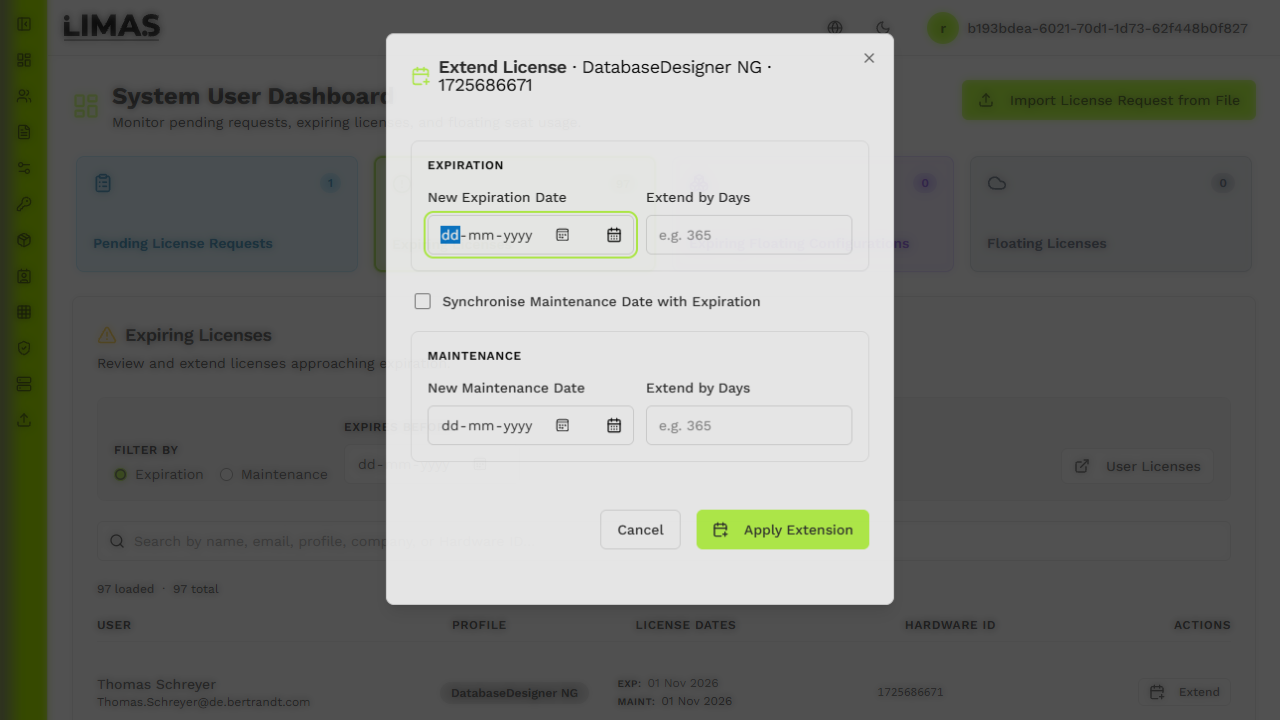 LIMAS
r
b193bdea-6021-70d1-1d73-62f448b0f827
Extend License · DatabaseDesigner NG ·
1725686671
System User Dashboard
Monitor pending requests, expiring licences, and floating seat usage.
Import License Request from File
1
Pending License Requests
0
0
Floating Licenses
EXPIRATION
New Expiration Date
Extend by Days
dd-mm-yyyy
e.g. 365
Synchronise Maintenance Date with Expiration
MAINTENANCE
New Maintenance Date
Extend by Days
dd-mm-yyyy
e.g. 365
Cancel
Apply Extension
Expiring Licenses
Review and extend licenses approaching expiration.
FILTER BY
Expiration
Maintenance
EXPIRES BEFORE
dd-mm-yyyy
User Licenses
Search by name, email, profile, company, or hardware ID
97 loaded · 97 total
USER
PROFILE
LICENSE DATES
HARDWARE ID
ACTIONS
Thomas Schreyer
Thomas.Schreyer@de.bertrandt.com
DatabaseDesigner NG
EXP: 01 Nov 2026
MAINT: 01 Nov 2026
1725686671
Extend